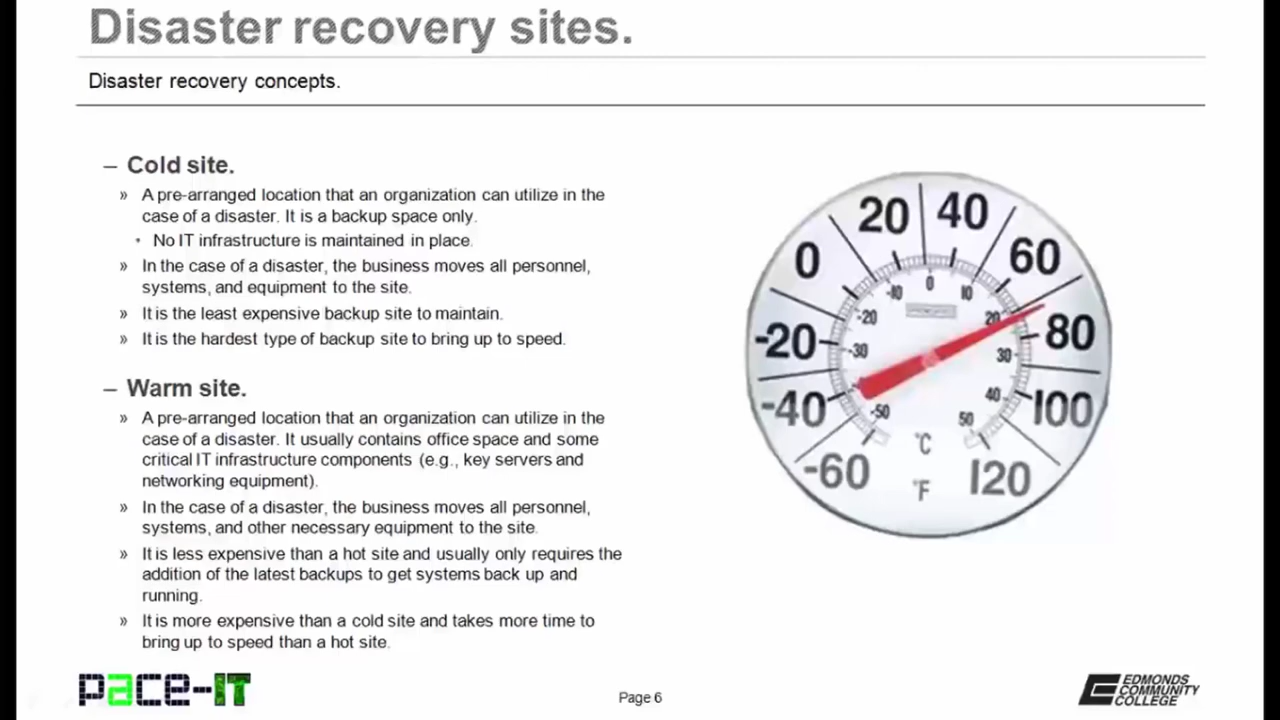 Disaster recovery sites.
Disaster recovery concepts.
– Cold site.
» A pre-arranged location that an organization can utilize in the
case of a disaster. It is a backup space only.
• No IT infrastructure is maintained in place.
» In the case of a disaster, the business moves all personnel,
systems, and equipment to the site.
» It is the least expensive backup site to maintain.
» It is the hardest type of backup site to bring up to speed.
– Warm site.
» A pre-arranged location that an organization can utilize in the
case of a disaster. It usually contains office space and some
critical IT infrastructure components (e.g., key servers and
networking equipment).
» In the case of a disaster, the business moves all personnel,
systems, and other necessary equipment to the site.
» It is less expensive than a hot site and usually only requires the
addition of the latest backups to get systems back up and
running.
» It is more expensive than a cold site and takes more time to
bring up to speed than a hot site.
20 40
0 60
-10 0 10
-20 20
-20 80
-30 30
-40 100
-50 50 40
°C
-60 120
°F
pace-IT
Page 6
EDMONDS
COMMUNITY
COLLEGE